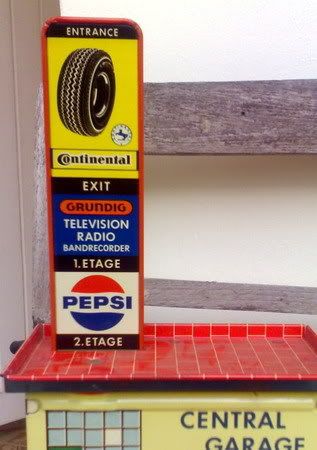 ENTRANCE
Continental
EXIT
GRUNDIG
TELEVISION
RADIO
BANDRECORDER
1.ETAGE
PEPSI
2.ETAGE
CENTRAL
GARAGE